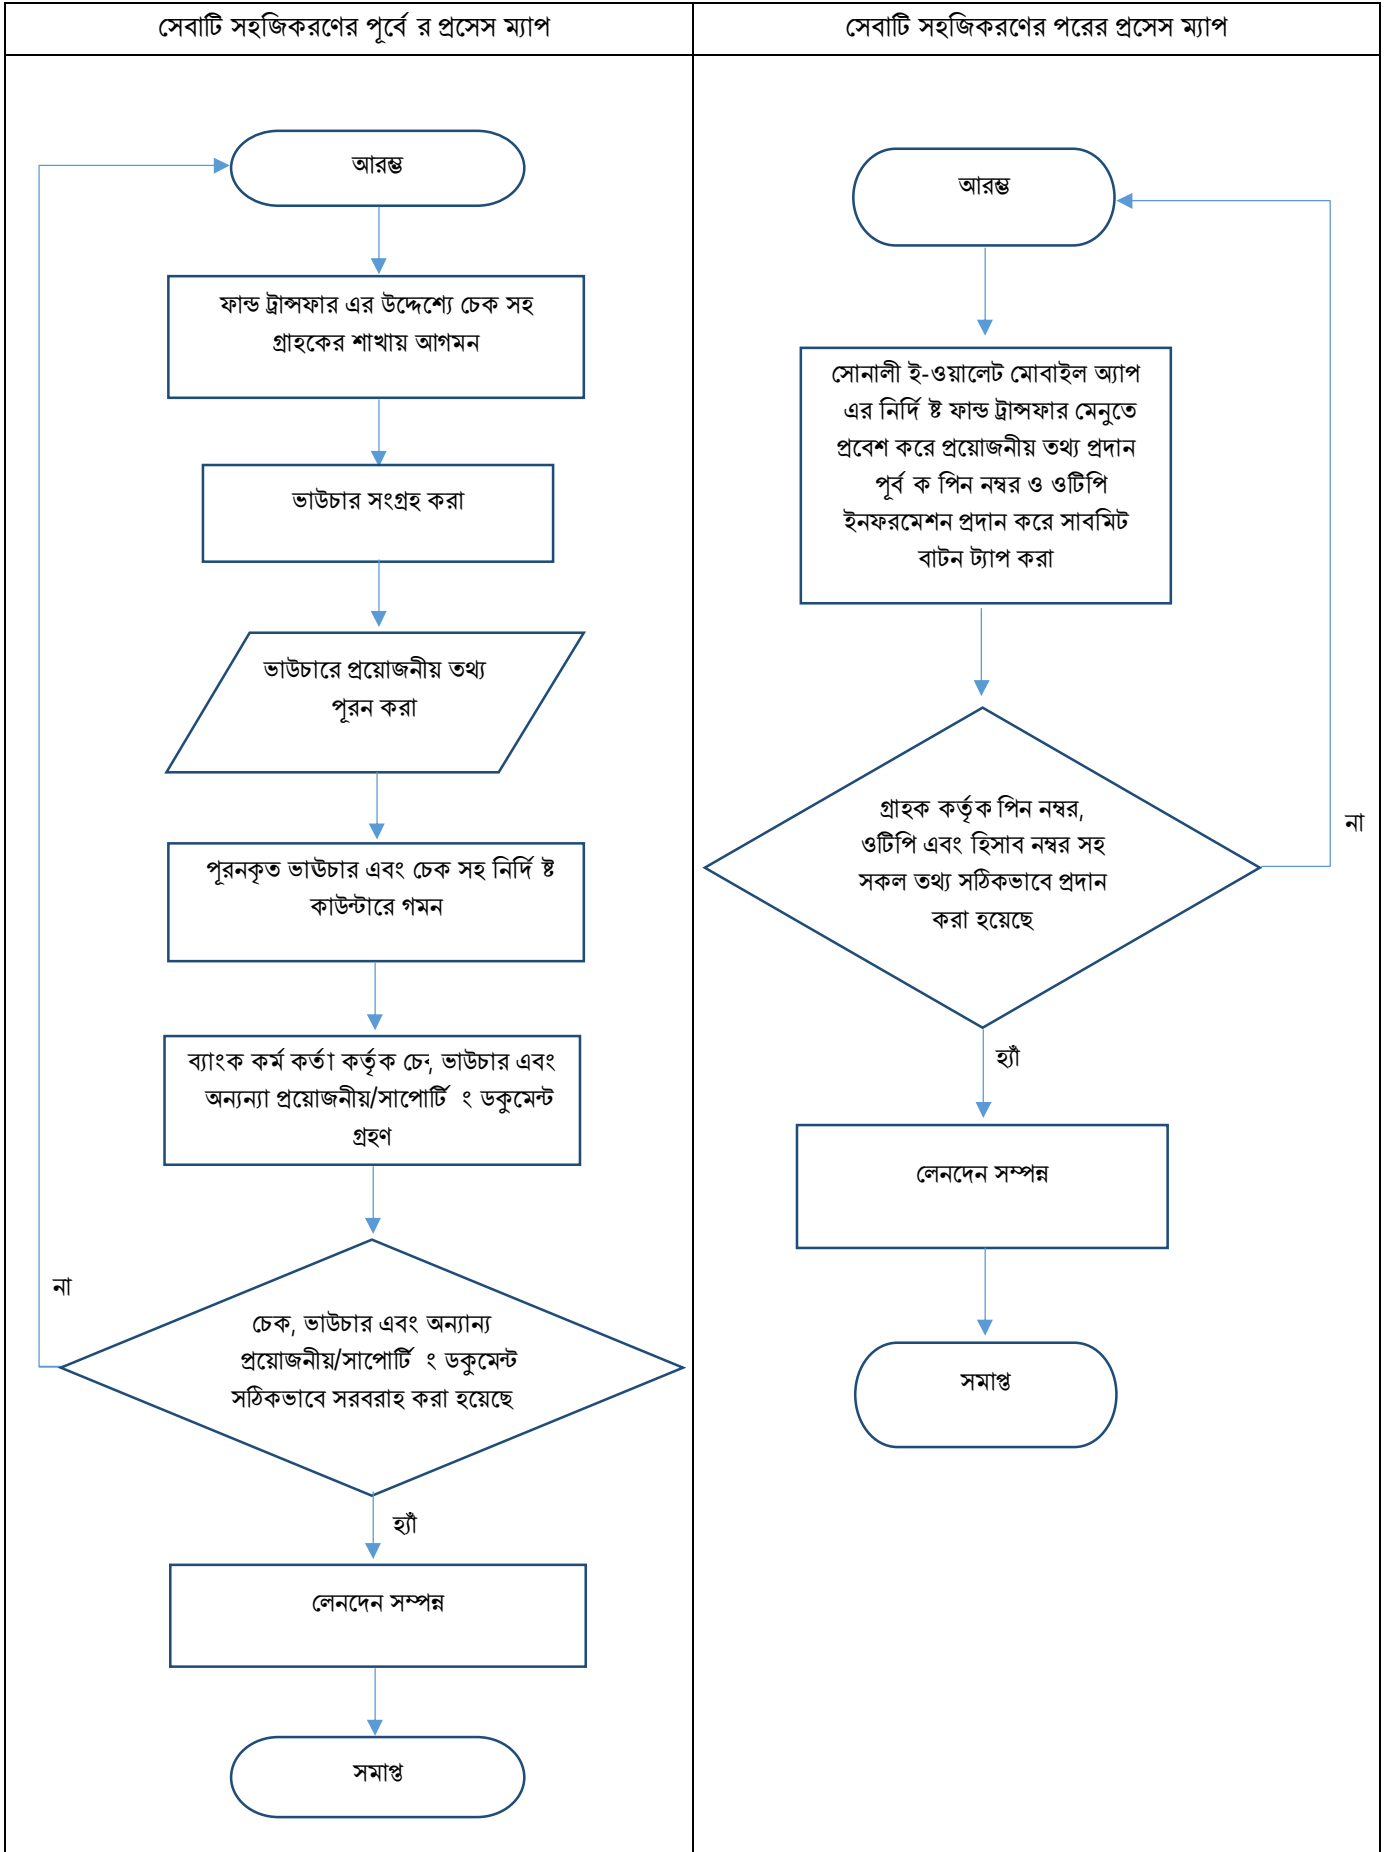 সেবাটি সহজিকরণের পূর্বে র প্রসেস ম্যাপ
আরম্ভ
ফান্ড ট্রান্সফার এর উদ্দেশ্যে চেক সহ
গ্রাহকের শাখায় আগমন
ভাউচার সংগ্রহ করা
ভাউচারে প্রয়োজনীয় তথ্য
পূরন করা
পূরনকৃত ভাঊচার এবং চেক সহ নির্দি ষ্ট
কাউন্টারে গমন
ব্যাংক কর্ম কর্তা কর্তৃক চেক, ভাউচার এবং
অন্যন্যা প্রয়োজনীয়/সাপোর্টি ং ডকুমেন্ট
গ্রহণ
চেক, ভাউচার এবং অন্যান্য
প্রয়োজনীয়/সাপোর্টি ং ডকুমেন্ট
সঠিকভাবে সরবরাহ করা হয়েছে
না
হ্যাঁ
লেনদেন সম্পন্ন
সমাপ্ত
সেবাটি সহজিকরণের পরের প্রসেস ম্যাপ
আরম্ভ
সোনালী ই-ওয়ালেট মোবাইল অ্যাপ
এর নির্দি ষ্ট ফান্ড ট্রান্সফার মেনুতে
প্রবেশ করে প্রয়োজনীয় তথ্য প্রদান
পূর্ব ক পিন নম্বর ও ওটিপি
ইনফরমেশন প্রদান করে সাবমিট
বাটন ট্যাপ করা
গ্রাহক কর্তৃক পিন নম্বর,
ওটিপি এবং হিসাব নম্বর সহ
সকল তথ্য সঠিকভাবে প্রদান
করা হয়েছে
না
হ্যাঁ
লেনদেন সম্পন্ন
সমাপ্ত